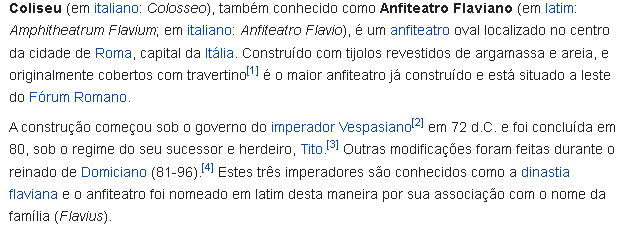 Coliseu (em italiano: Colosseo), também conhecido como Anfiteatro Flaviano (em latim:
Amphitheatrum Flavium; em italiano: Anfiteatro Flavio), é um anfiteatro oval localizado no centro
da cidade de Roma, capital da Itália. Construído com tijolos revestidos de argamassa e areia, e
originalmente cobertos com travertino[1] é o maior anfiteatro já construído e está situado a leste
do Fórum Romano.
A construção começou sob o governo do imperador Vespasiano[2] em 72 d.C. e foi concluída em
80, sob o regime do seu sucessor e herdeiro, Tito.[3] Outras modificações foram feitas durante o
reinado de Domiciano (81-96).[4] Estes três imperadores são conhecidos como a dinastia
flaviana e o anfiteatro foi nomeado em latim desta maneira por sua associação com o nome da
família (Flavius).